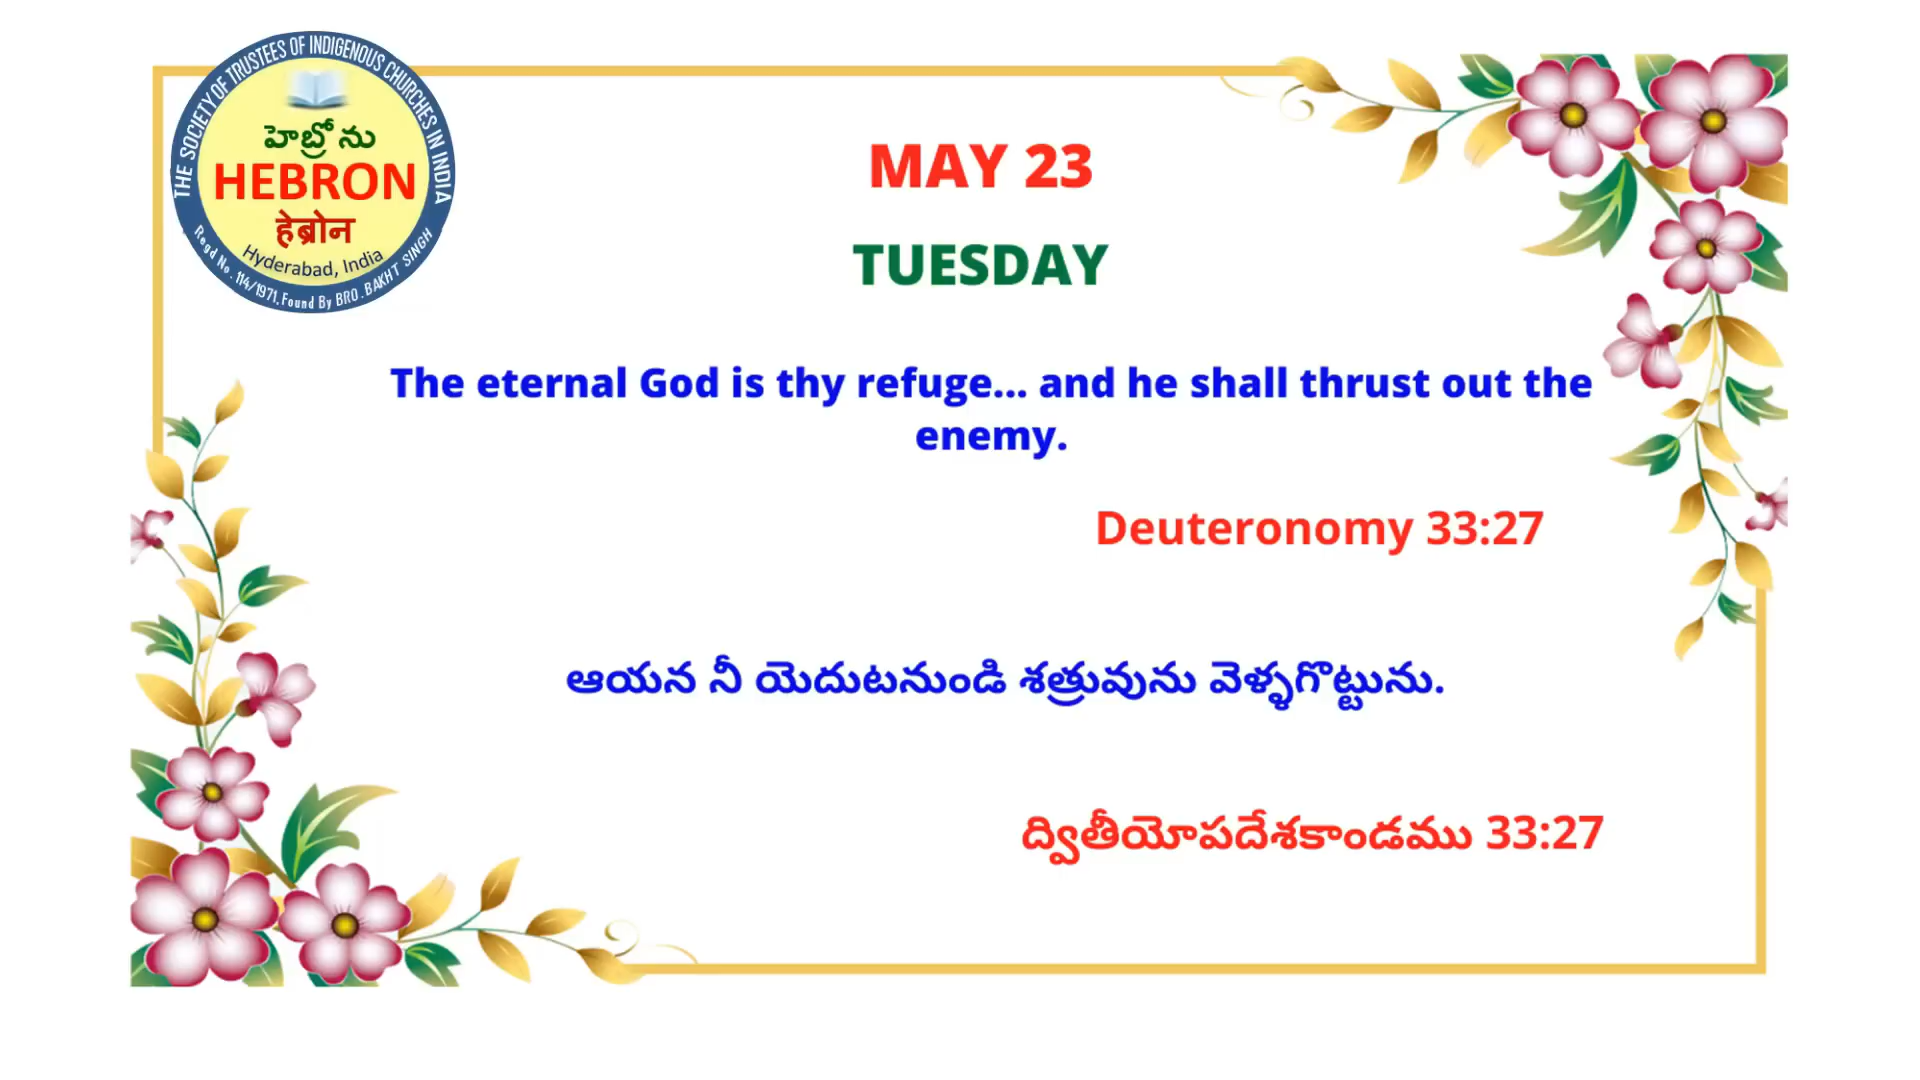 THE SOCIETY OF TRUSTEES OF INDIGENOUS CHURCHES IN INDIA
హెబ్రోను
HEBRON
हेब्रोन
Hyderabad, India
Regd No. 114/1971, Found By BRO. BAKHT SINGH
MAY 23
TUESDAY
The eternal God is thy refuge... and he shall thrust out the
enemy.
Deuteronomy 33:27
ఆయన నీ యెదుటనుండి శత్రువును వెళ్ళగొట్టును.
ద్వితీయోపదేశకాండము 33:27